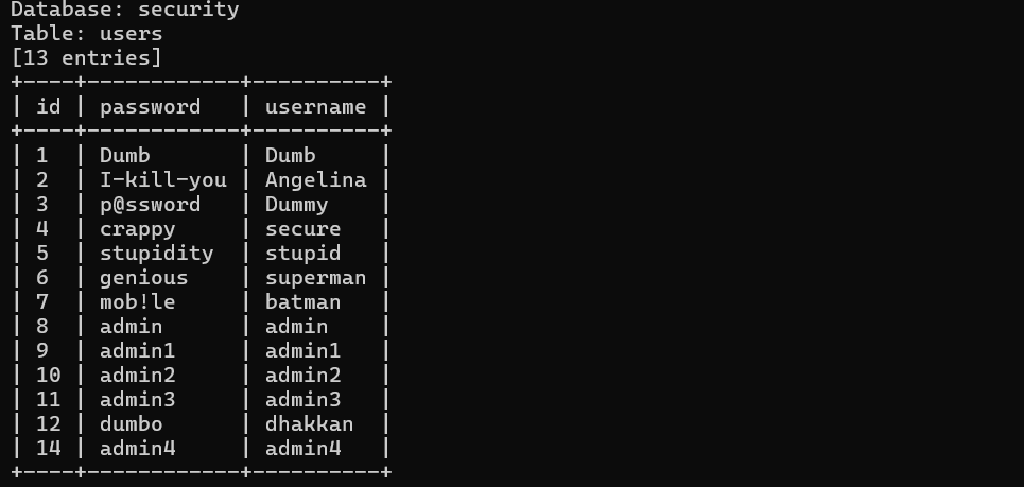 Database: security
Table: users
[13 entries]
+----+------------+----------+
| id | password   | username |
+----+------------+----------+
| 1  | Dumb       | Dumb     |
| 2  | I-kill-you | Angelina |
| 3  | p@ssword   | Dummy    |
| 4  | crappy     | secure   |
| 5  | stupidity  | stupid   |
| 6  | genious    | superman |
| 7  | mob!le     | batman   |
| 8  | admin      | admin    |
| 9  | admin1     | admin1   |
| 10 | admin2     | admin2   |
| 11 | admin3     | admin3   |
| 12 | dumbo      | dhakkan  |
| 14 | admin4     | admin4   |
+----+------------+----------+